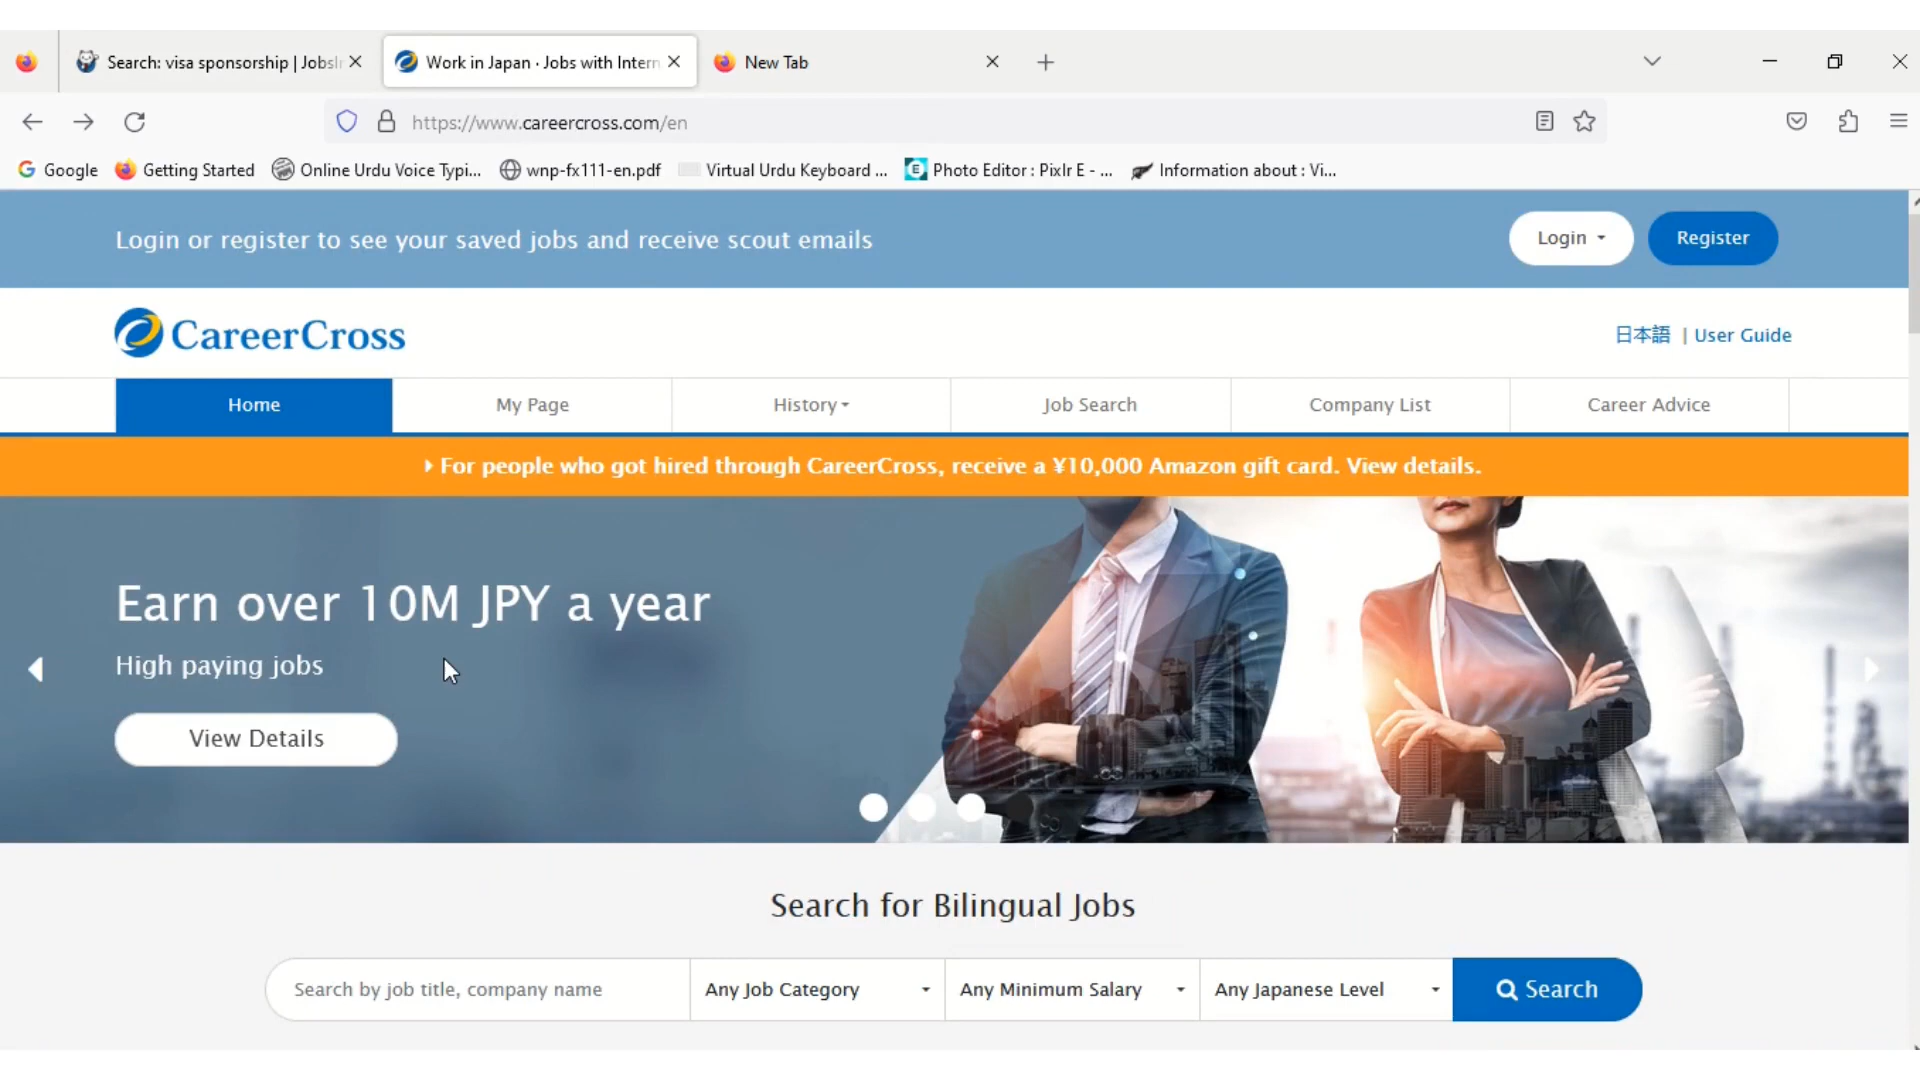 Search: visa sponsorship | JobsIn
Work in Japan · Jobs with Intern
New Tab
https://www.careercross.com/en
Google
Getting Started
Online Urdu Voice Typi...
wnp-fx111-en.pdf
Virtual Urdu Keyboard ...
Photo Editor : Pixlr E - ...
Information about : Vi...
Login or register to see your saved jobs and receive scout emails
Login
Register
CareerCross
日本語 | User Guide
Home
My Page
History
Job Search
Company List
Career Advice
For people who got hired through CareerCross, receive a ¥10,000 Amazon gift card. View details.
Earn over 10M JPY a year
High paying jobs
View Details
Search for Bilingual Jobs
Search by job title, company name
Any Job Category
Any Minimum Salary
Any Japanese Level
Search